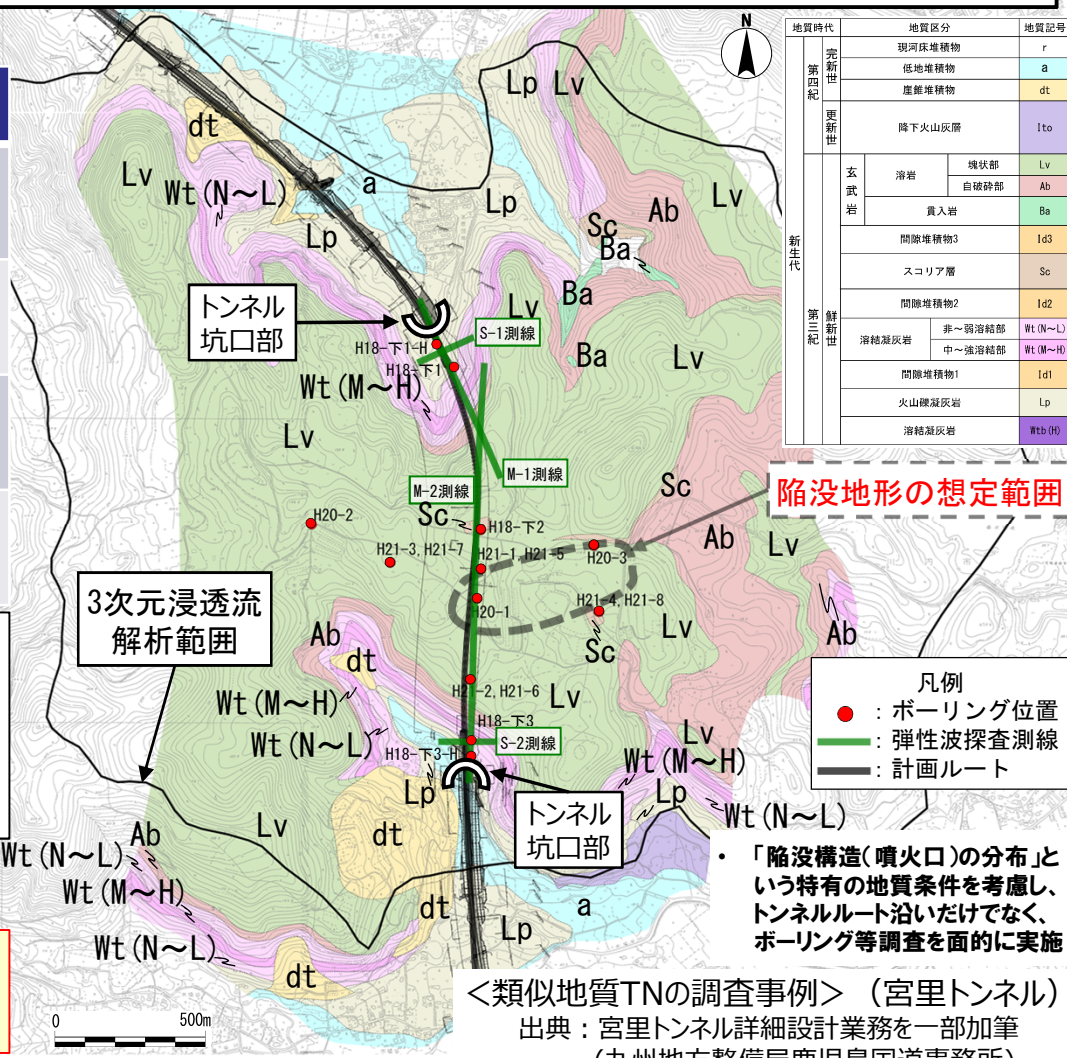 N
地質時代 地質区分 地質記号
新生代
第四紀
完新世
現河床堆積物 r
低地堆積物 a
崖錐堆積物 dt
更新世
降下火山灰層 Ito
第三紀
鮮新世
玄武岩
溶岩
塊状部 Lv
自破砕部 Ab
貫入岩 Ba
間隙堆積物3 Id3
スコリア層 Sc
間隙堆積物2 Id2
溶結凝灰岩
非～弱溶結部 Wt(N～L)
中～強溶結部 Wt(M～H)
間隙堆積物1 Id1
火山礫凝灰岩 Lp
溶結凝灰岩 Wtb(H)
Lp
Lv
dt
Lv
Wt(N～L)
a
Lp
Lp
Ab
Lv
Sc
Ba
Ba
Lv
Ba
Lv
トンネル
坑口部
S-1測線
H18-下1-H
H18-下1
Wt(M～H)
Lv
M-1測線
M-2測線
Sc
Sc
陥没地形の想定範囲
H20-2
H18-下2
H21-3, H21-7
H21-1, H21-5
H20-3
Ab
Lv
H20-1
H21-4, H21-8
Sc
Lv
Ab
3次元浸透流
解析範囲
Ab
dt
Wt(M～H)
Wt(N～L)
H21-2, H21-6
Lv
H18-下3
S-2測線
H18-下3-H
Lp
dt
トンネル
坑口部
Lv
Wt(M～H)
Lp
Wt(N～L)
凡例
：ボーリング位置
：弾性波探査測線
：計画ルート
Lv
Ab
Wt(N～L)
Wt(M～H)
Wt(N～L)
dt
dt
Lp
a
・ 「陥没構造(噴火口)の分布」と
いう特有の地質条件を考慮し、
トンネルルート沿いだけでなく、
ボーリング等調査を面的に実施
0 500m
＜類似地質TNの調査事例＞（宮里トンネル）
出典：宮里トンネル詳細設計業務を一部加筆
(九州地方整備局鹿児島国道事務所)